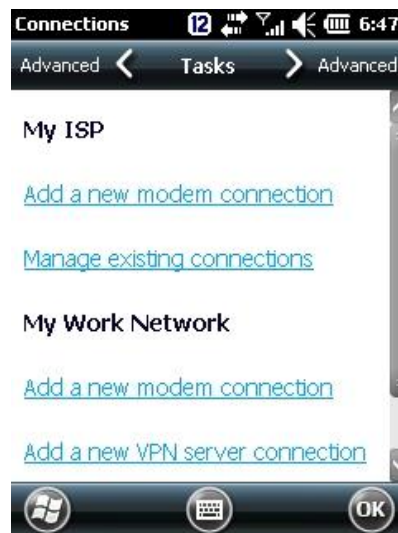 Connections 12 6:47
Advanced Tasks Advanced
My ISP
Add a new modem connection
Manage existing connections
My Work Network
Add a new modem connection
Add a new VPN server connection
OK